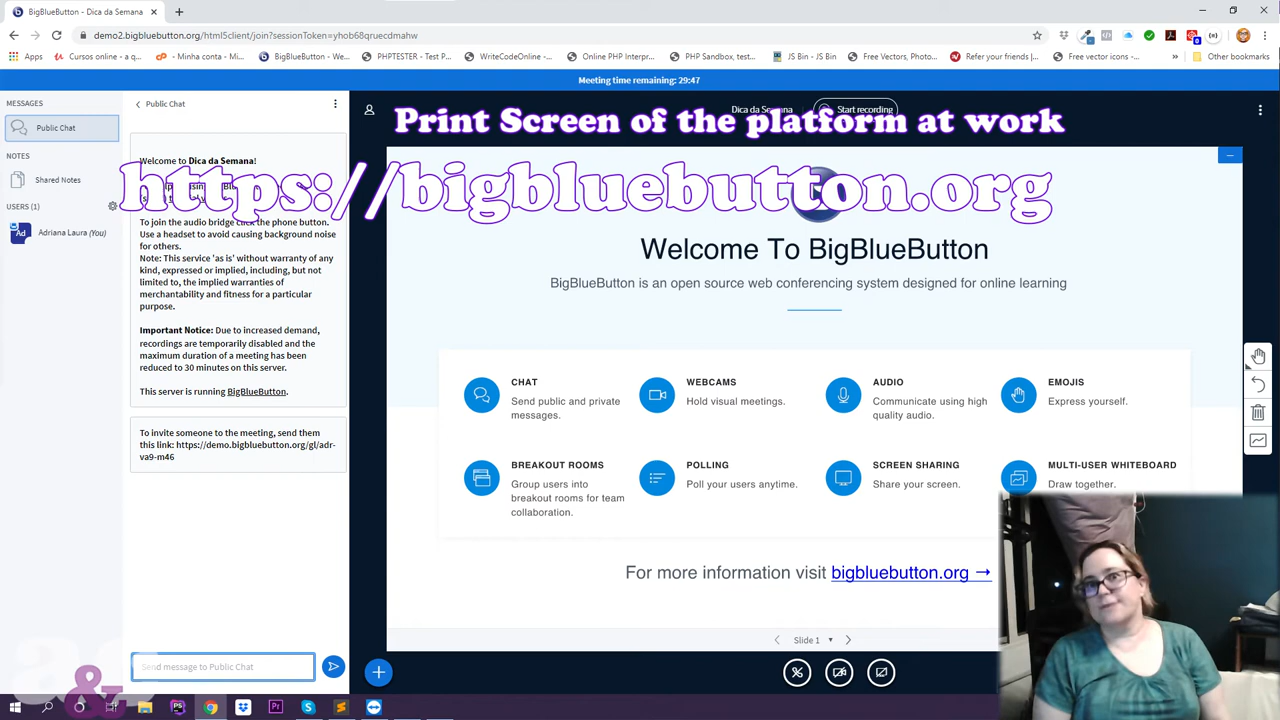 BigBlueButton - Dica da Semana
demo2.bigbluebutton.org/html5client/join?sessionToken=yhob68qruecdmahw
Apps
Cursos online - a q...
- Minha conta - M...
BigBlueButton - We...
PHPTESTER - Test P...
WriteCodeOnline - ...
Online PHP Interpr...
PHP Sandbox, test...
JS Bin - JS Bin
Free Vectors, Photo...
Refer your friends |...
Free vector icons - ...
»
Other bookmarks
Meeting time remaining: 29:47
MESSAGES
Public Chat
NOTES
Shared Notes
USERS (1)
Ad
Adriana Laura (You)
Public Chat
Dica da Semana
Start recording
Print Screen of the platform at work
https://bigbluebutton.org
Welcome to Dica da Semana!
To join the audio bridge click the phone button.
Use a headset to avoid causing background noise
for others.
Note: This service 'as is' without warranty of any
kind, expressed or implied, including, but not
limited to, the implied warranties of
merchantability and fitness for a particular
purpose.
Important Notice: Due to increased demand,
recordings are temporarily disabled and the
maximum duration of a meeting has been
reduced to 30 minutes on this server.
This server is running BigBlueButton.
To invite someone to the meeting, send them
this link: https://demo.bigbluebutton.org/gl/adr-
va9-m46
Send message to Public Chat
Welcome To BigBlueButton
BigBlueButton is an open source web conferencing system designed for online learning
CHAT
Send public and private
messages.
WEBCAMS
Hold visual meetings.
AUDIO
Communicate using high
quality audio.
EMOJIS
Express yourself.
BREAKOUT ROOMS
Group users into
breakout rooms for team
collaboration.
POLLING
Poll your users anytime.
SCREEN SHARING
Share your screen.
MULTI-USER WHITEBOARD
Draw together.
For more information visit bigbluebutton.org →
Slide 1